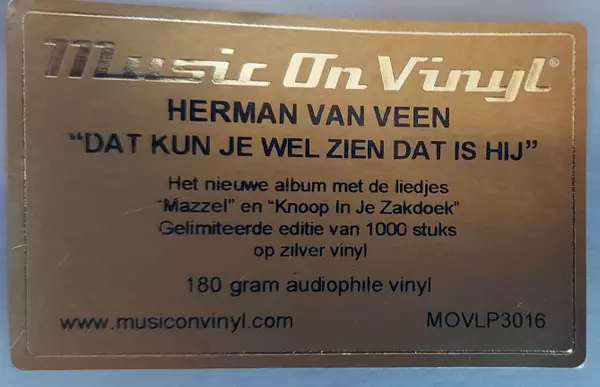 Music On Vinyl®
HERMAN VAN VEEN
“DAT KUN JE WEL ZIEN DAT IS HIJ”
Het nieuwe album met de liedjes
“Mazzel” en “Knoop In Je Zakdoek”
Gelimiteerde editie van 1000 stuks
op zilver vinyl
180 gram audiophile vinyl
www.musiconvinyl.com MOVLP3016